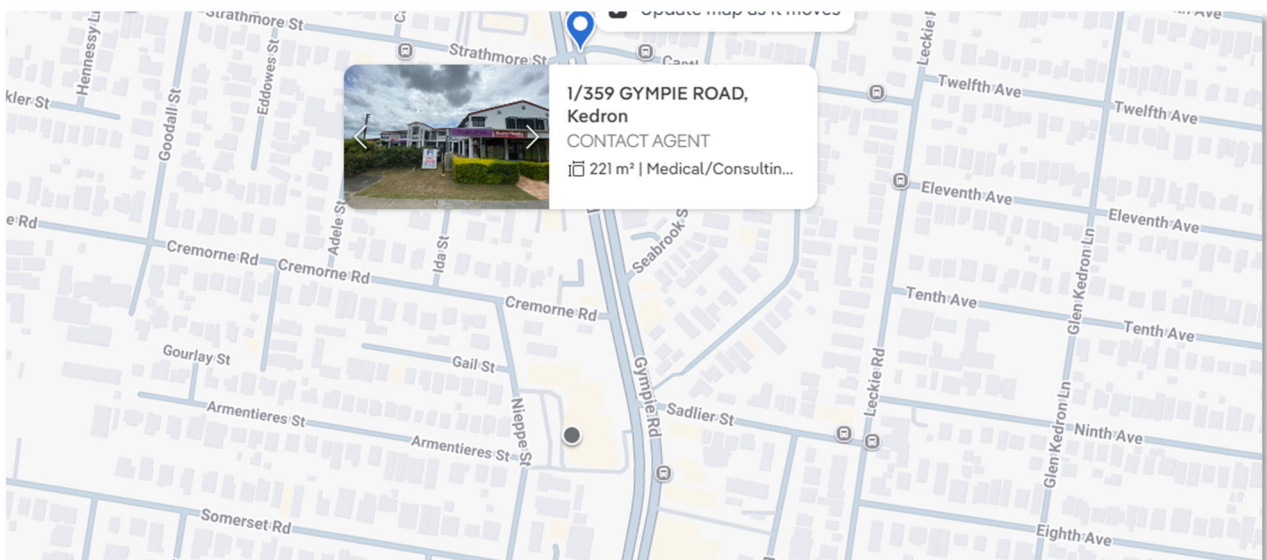 Update map as it moves
Strathmore St
Hennessy
Eddowes St
Goodall St
kler St
Strathmore St
Leckie
Twelfth Ave
Twelfth Ave
1/359 GYMPIE ROAD,
Kedron
CONTACT AGENT
221 m² | Medical/Consultin...
Eleventh Ave
Eleventh Ave
e Rd
Adele St
Ida St
Seabrook
Cremorne Rd
Cremorne Rd
Cremorne Rd
Glen Kedron Ln
Tenth Ave
Tenth Ave
Gourlay St
Gail St
Gympie Rd
Leckie Rd
Armentieres St
Armentieres St
Nieppe St
Sadlier St
Glen Kedron Ln
Ninth Ave
Somerset Rd
Eighth Ave